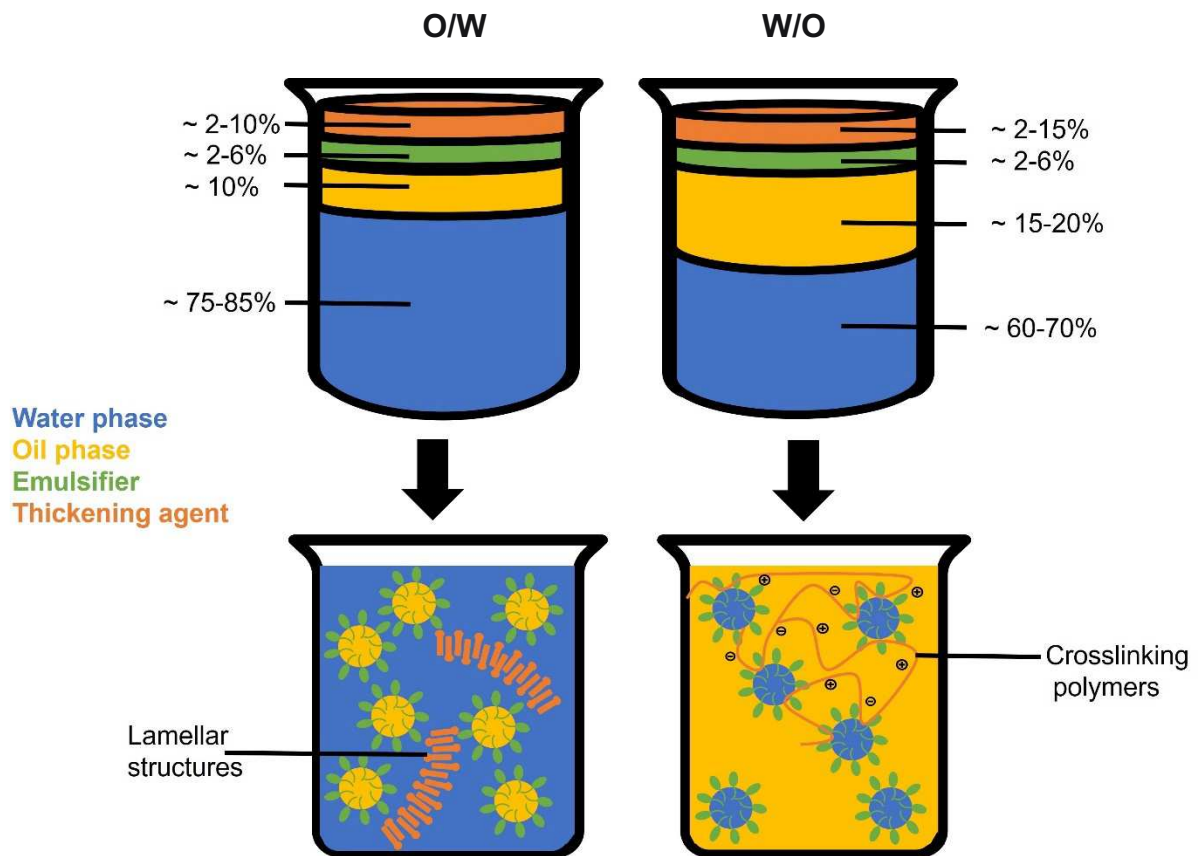 O/W
W/O
~ 2-10%
~ 2-6%
~ 10%
~ 75-85%
~ 2-15%
~ 2-6%
~ 15-20%
~ 60-70%
Water phase
Oil phase
Emulsifier
Thickening agent
Lamellar
structures
Crosslinking
polymers